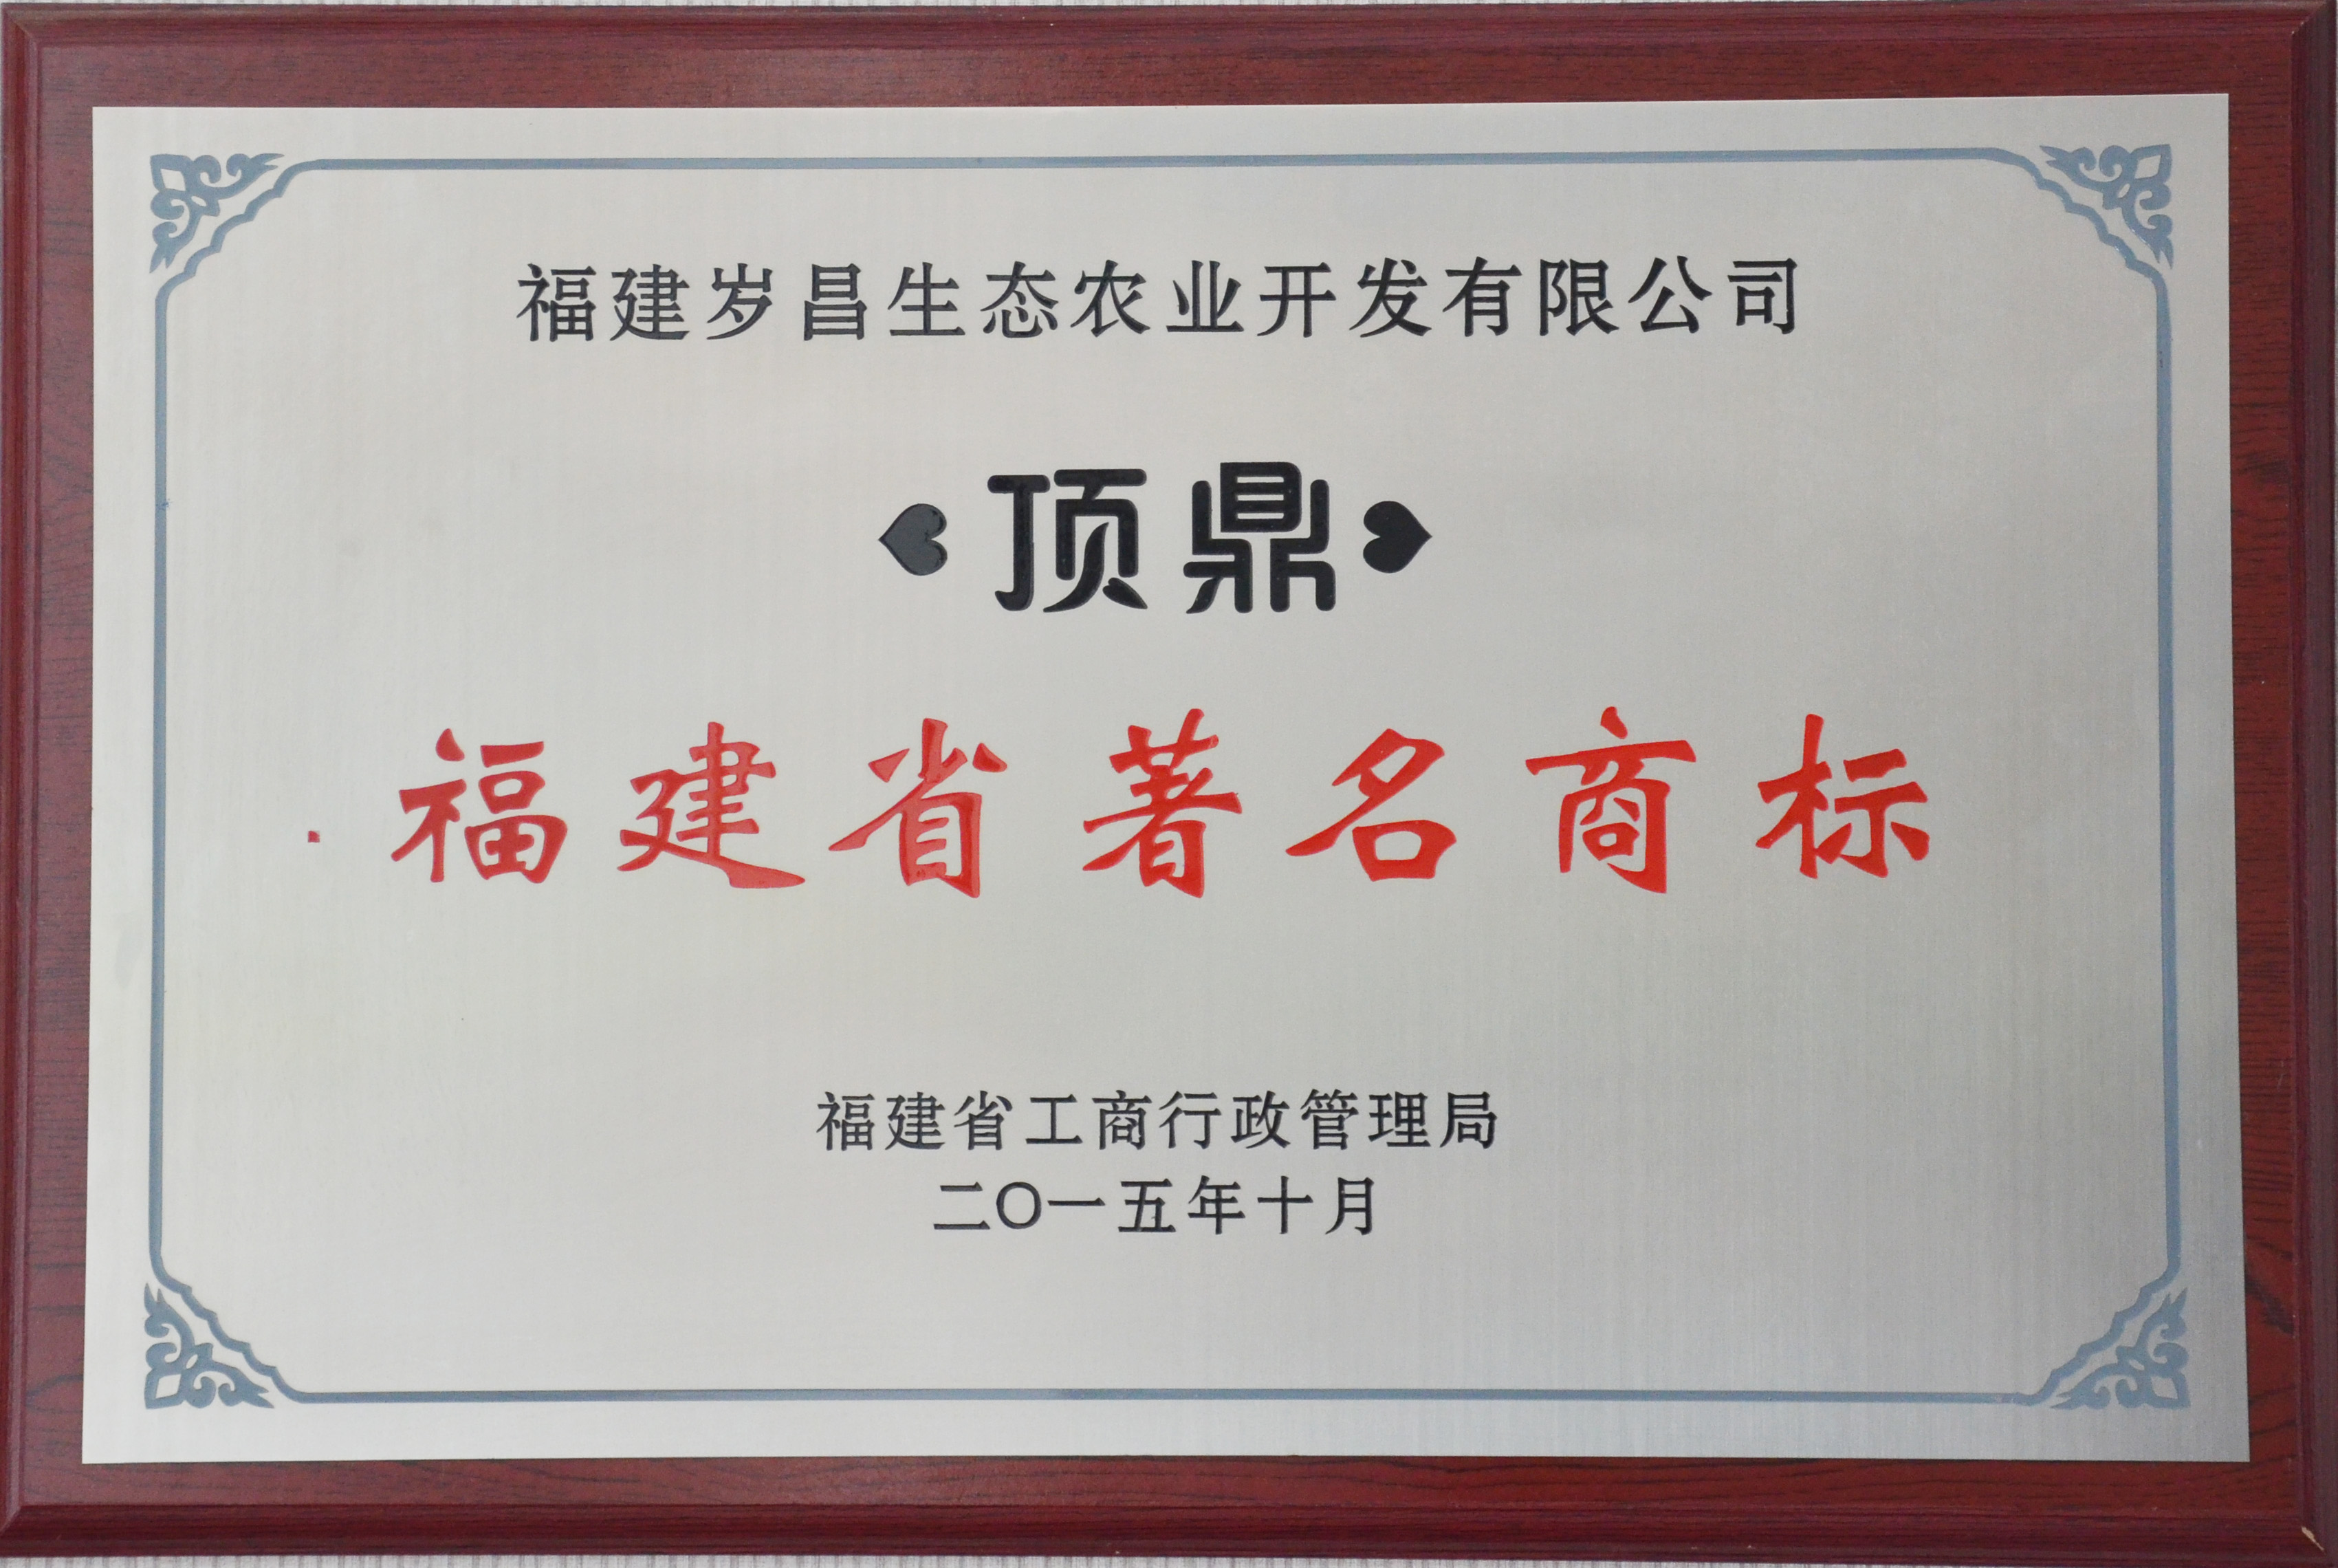 福建岁昌生态农业开发有限公司
顶鼎
福建省著名商标
福建省工商行政管理局
二〇一五年十月